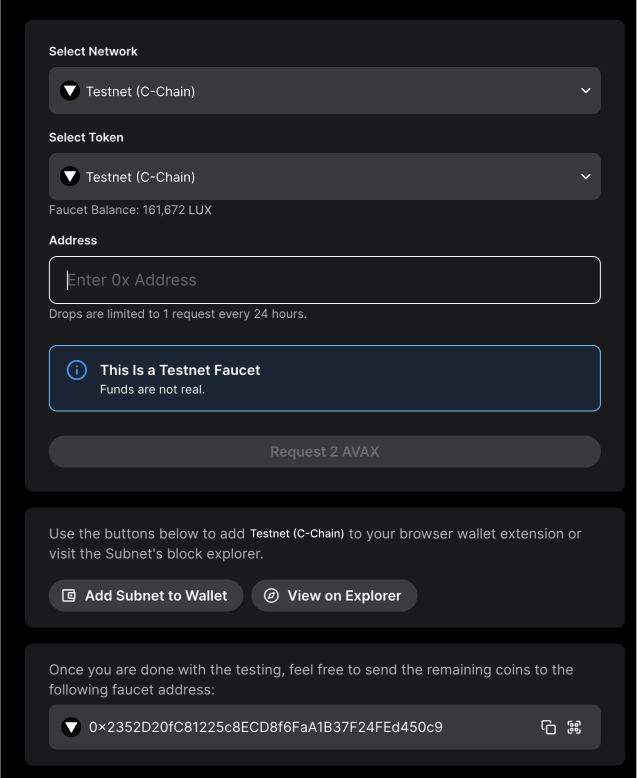 Select Network
Testnet (C-Chain)
Select Token
Testnet (C-Chain)
Faucet Balance: 161,672 LUX
Address
Enter 0x Address
Drops are limited to 1 request every 24 hours.
This Is a Testnet Faucet
Funds are not real.
Request 2 AVAX
Use the buttons below to add Testnet (C-Chain) to your browser wallet extension or
visit the Subnet's block explorer.
Add Subnet to Wallet
View on Explorer
Once you are done with the testing, feel free to send the remaining coins to the
following faucet address:
0×2352D20fC81225c8ECD8f6FaA1B37F24FEd450c9